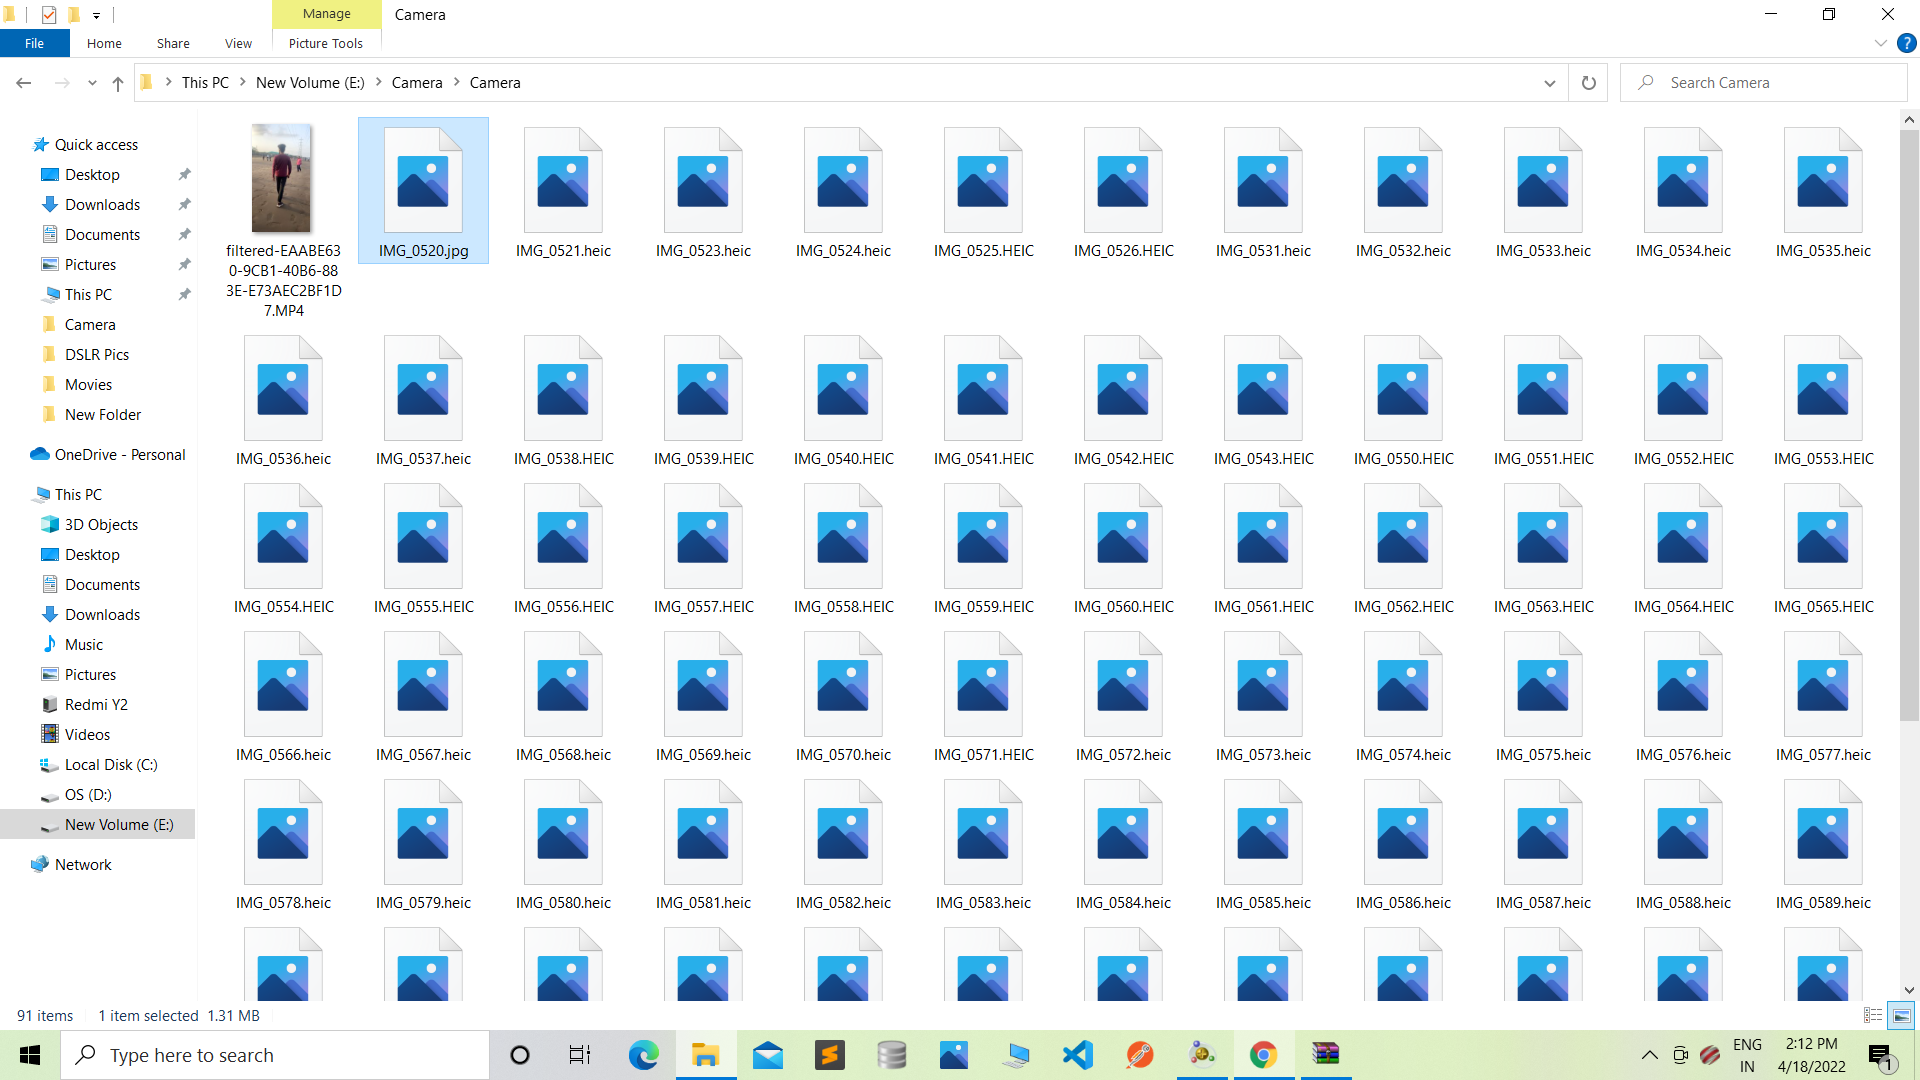 Manage
Camera
File
Home
Share
View
Picture Tools
This PC
New Volume (E:)
Camera
Camera
Search Camera
Quick access
Desktop
Downloads
Documents
Pictures
This PC
Camera
DSLR Pics
Movies
New Folder
OneDrive - Personal
This PC
3D Objects
Desktop
Documents
Downloads
Music
Pictures
Redmi Y2
Videos
Local Disk (C:)
OS (D:)
New Volume (E:)
Network
filtered-EAABE63
0-9CB1-40B6-88
3E-E73AEC2BF1D
7.MP4
IMG_0520.jpg
IMG_0521.heic
IMG_0523.heic
IMG_0524.heic
IMG_0525.HEIC
IMG_0526.HEIC
IMG_0531.heic
IMG_0532.heic
IMG_0533.heic
IMG_0534.heic
IMG_0535.heic
IMG_0536.heic
IMG_0537.heic
IMG_0538.HEIC
IMG_0539.HEIC
IMG_0540.HEIC
IMG_0541.HEIC
IMG_0542.HEIC
IMG_0543.HEIC
IMG_0550.HEIC
IMG_0551.HEIC
IMG_0552.HEIC
IMG_0553.HEIC
IMG_0554.HEIC
IMG_0555.HEIC
IMG_0556.HEIC
IMG_0557.HEIC
IMG_0558.HEIC
IMG_0559.HEIC
IMG_0560.HEIC
IMG_0561.HEIC
IMG_0562.HEIC
IMG_0563.HEIC
IMG_0564.HEIC
IMG_0565.HEIC
IMG_0566.heic
IMG_0567.heic
IMG_0568.heic
IMG_0569.heic
IMG_0570.heic
IMG_0571.HEIC
IMG_0572.heic
IMG_0573.heic
IMG_0574.heic
IMG_0575.heic
IMG_0576.heic
IMG_0577.heic
IMG_0578.heic
IMG_0579.heic
IMG_0580.heic
IMG_0581.heic
IMG_0582.heic
IMG_0583.heic
IMG_0584.heic
IMG_0585.heic
IMG_0586.heic
IMG_0587.heic
IMG_0588.heic
IMG_0589.heic
91 items
1 item selected 1.31 MB
Type here to search
ENG
IN
2:12 PM
4/18/2022
1